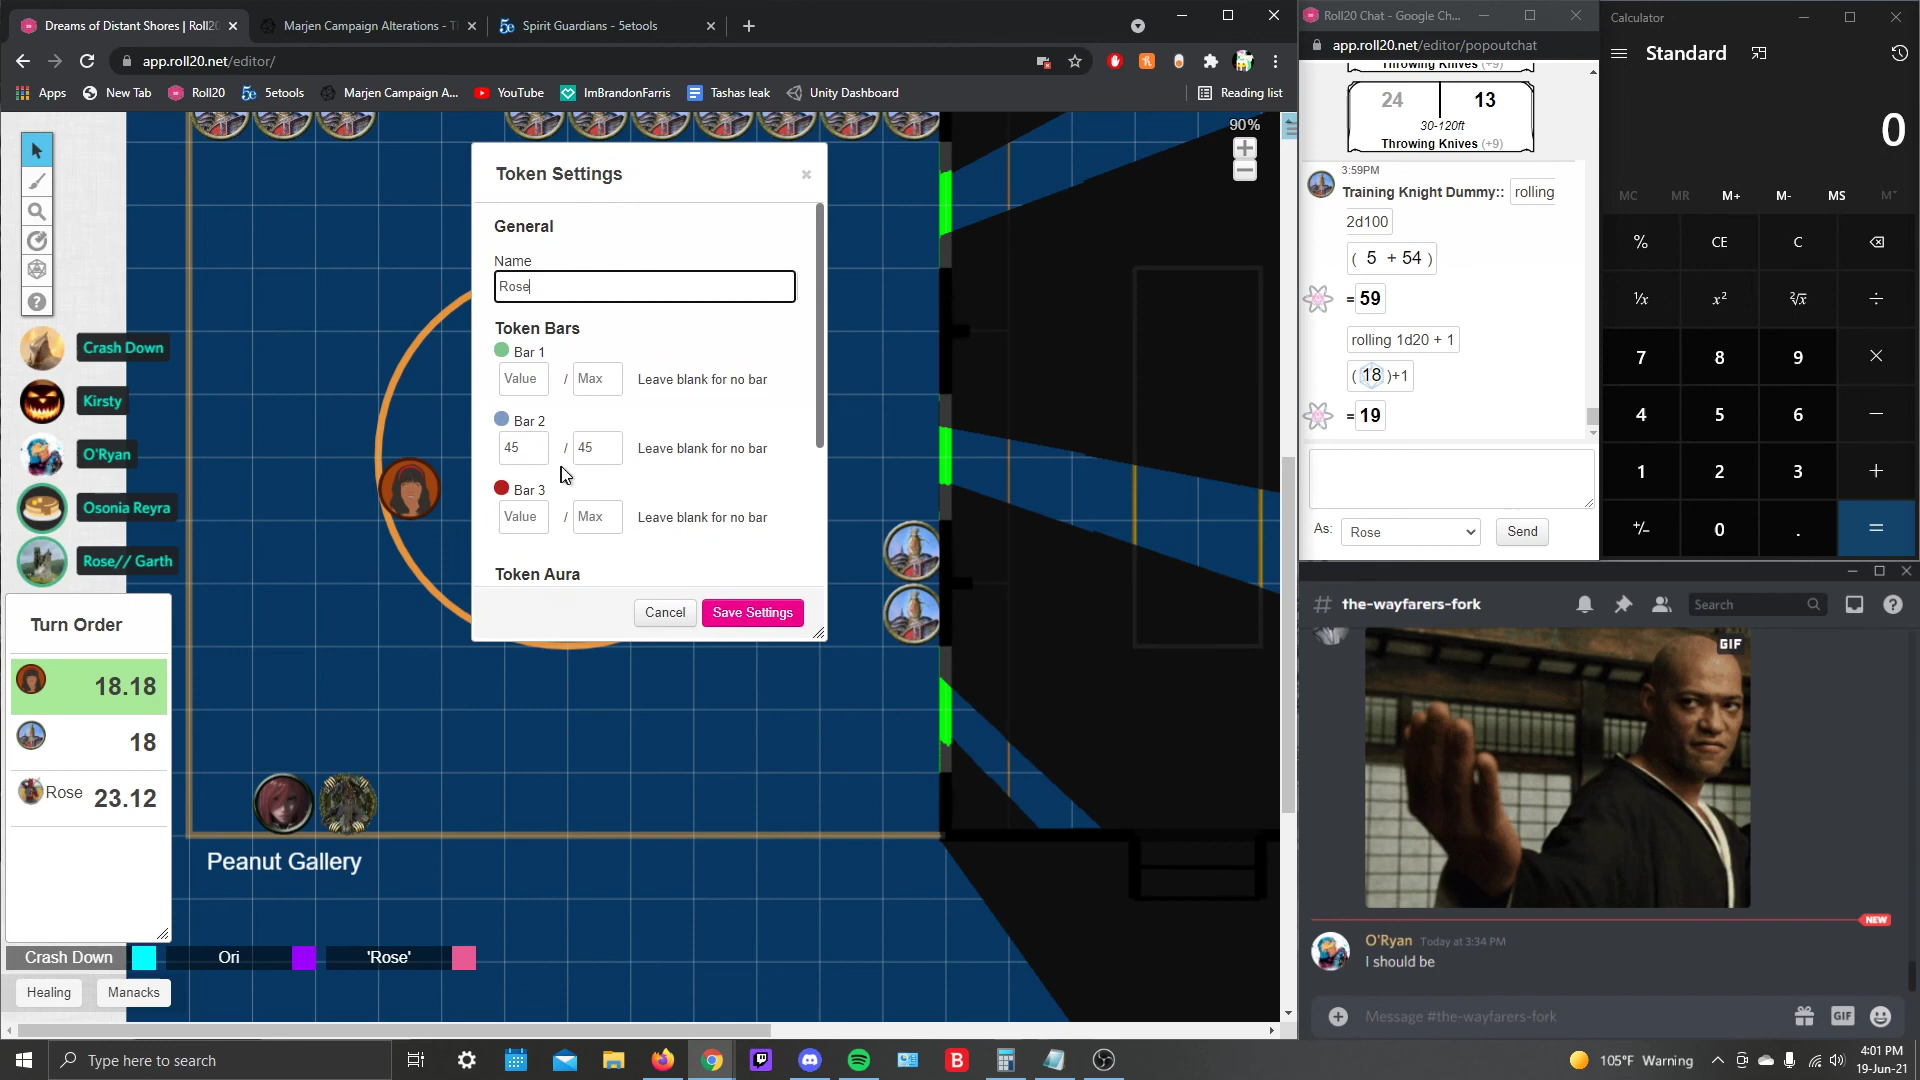 Dreams of Distant Shores | Roll20
Marjen Campaign Alterations - T
Spirit Guardians - 5etools
app.roll20.net/editor/
Apps
New Tab
Roll20
5etools
Marjen Campaign A...
YouTube
ImBrandonFarris
Tashas leak
Unity Dashboard
Reading list
90%
Crash Down
Kirsty
O'Ryan
Osonia Reyra
Rose// Garth
Turn Order
18.18
18
Rose 23.12
Peanut Gallery
Crash Down
Ori
'Rose'
Healing
Manacks
Token Settings
General
Name
Rose
Token Bars
Bar 1
Value / Max Leave blank for no bar
Bar 2
45 / 45 Leave blank for no bar
Bar 3
Value / Max Leave blank for no bar
Token Aura
Cancel
Save Settings
Roll20 Chat - Google Ch...
app.roll20.net/editor/popoutchat
Throwing Knives (+9)
24 13
30-120ft
Throwing Knives (+9)
3:59PM
Training Knight Dummy:: rolling
2d100
( 5 + 54 )
= 59
rolling 1d20 + 1
( 18 )+1
= 19
As: Rose Send
Calculator
Standard
0
MC MR M+ M- MS M˅
% CE C
¹/x x² ²√x ÷
7 8 9 ×
4 5 6 −
1 2 3 +
+/− 0 . =
# the-wayfarers-fork
Search
GIF
NEW
O'Ryan Today at 3:34 PM
I should be
Message #the-wayfarers-fork
GIF
Type here to search
105°F Warning
4:01 PM
19-Jun-21